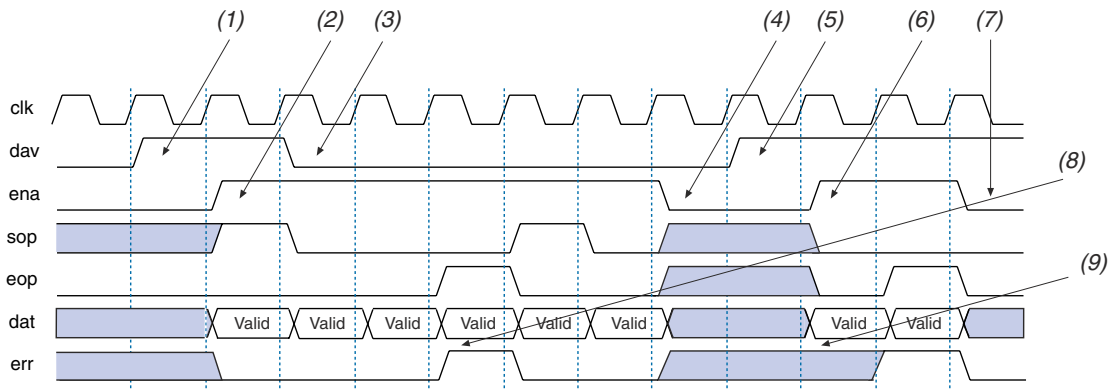 (1) (2) (3) (4) (5) (6) (7)
clk
dav
(8)
ena
sop
(9)
eop
dat Valid Valid Valid Valid Valid Valid Valid Valid
err